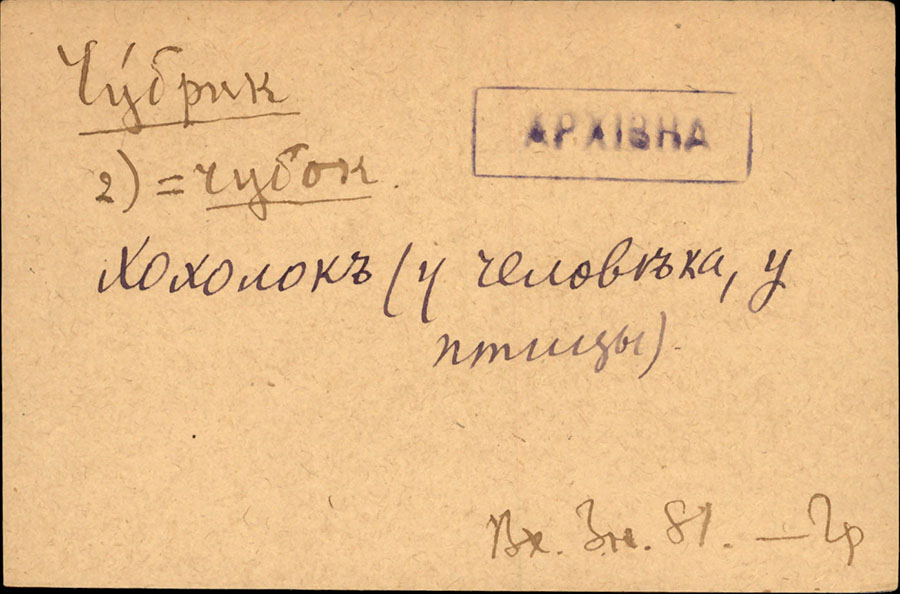 Чу́брик
АРХІВНА
2) = Чубок.
Хохолокъ (у человѣка, у
птицы).
Вх. Зн. 81. — Гр